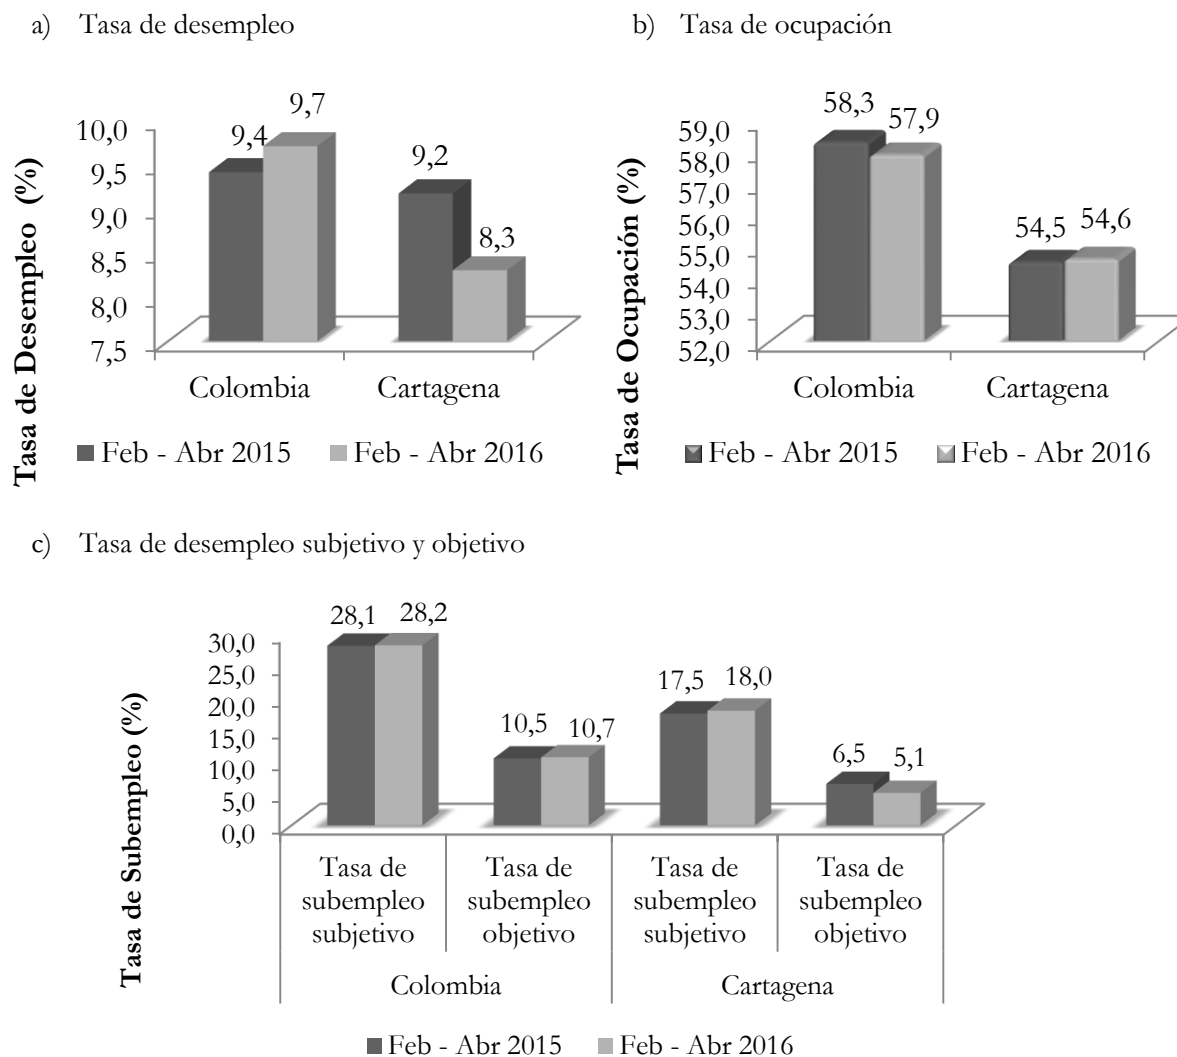 a) Tasa de desempleo
Tasa de Desempleo (%)
10,0
9,5
9,0
8,5
8,0
7,5
9,4
9,7
9,2
8,3
Colombia
Cartagena
Feb - Abr 2015
Feb - Abr 2016
b) Tasa de ocupación
Tasa de Ocupación (%)
59,0
58,0
57,0
56,0
55,0
54,0
53,0
52,0
58,3
57,9
54,5
54,6
Colombia
Cartagena
Feb - Abr 2015
Feb - Abr 2016
c) Tasa de desempleo subjetivo y objetivo
Tasa de Subempleo (%)
30,0
25,0
20,0
15,0
10,0
5,0
0,0
28,1
28,2
10,5
10,7
17,5
18,0
6,5
5,1
Tasa de
subempleo
subjetivo
Tasa de
subempleo
objetivo
Tasa de
subempleo
subjetivo
Tasa de
subempleo
objetivo
Colombia
Cartagena
Feb - Abr 2015
Feb - Abr 2016